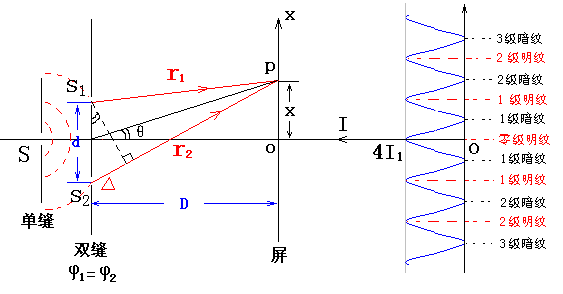 x
P
S₁
r₁
x
θ
S
d
o
r₂
S₂
△
D
单缝
双缝
屏
φ₁=φ₂
I
4I₁
O
3级暗纹
2级明纹
2级暗纹
1级明纹
1级暗纹
零级明纹
1级暗纹
1级明纹
2级暗纹
2级明纹
3级暗纹